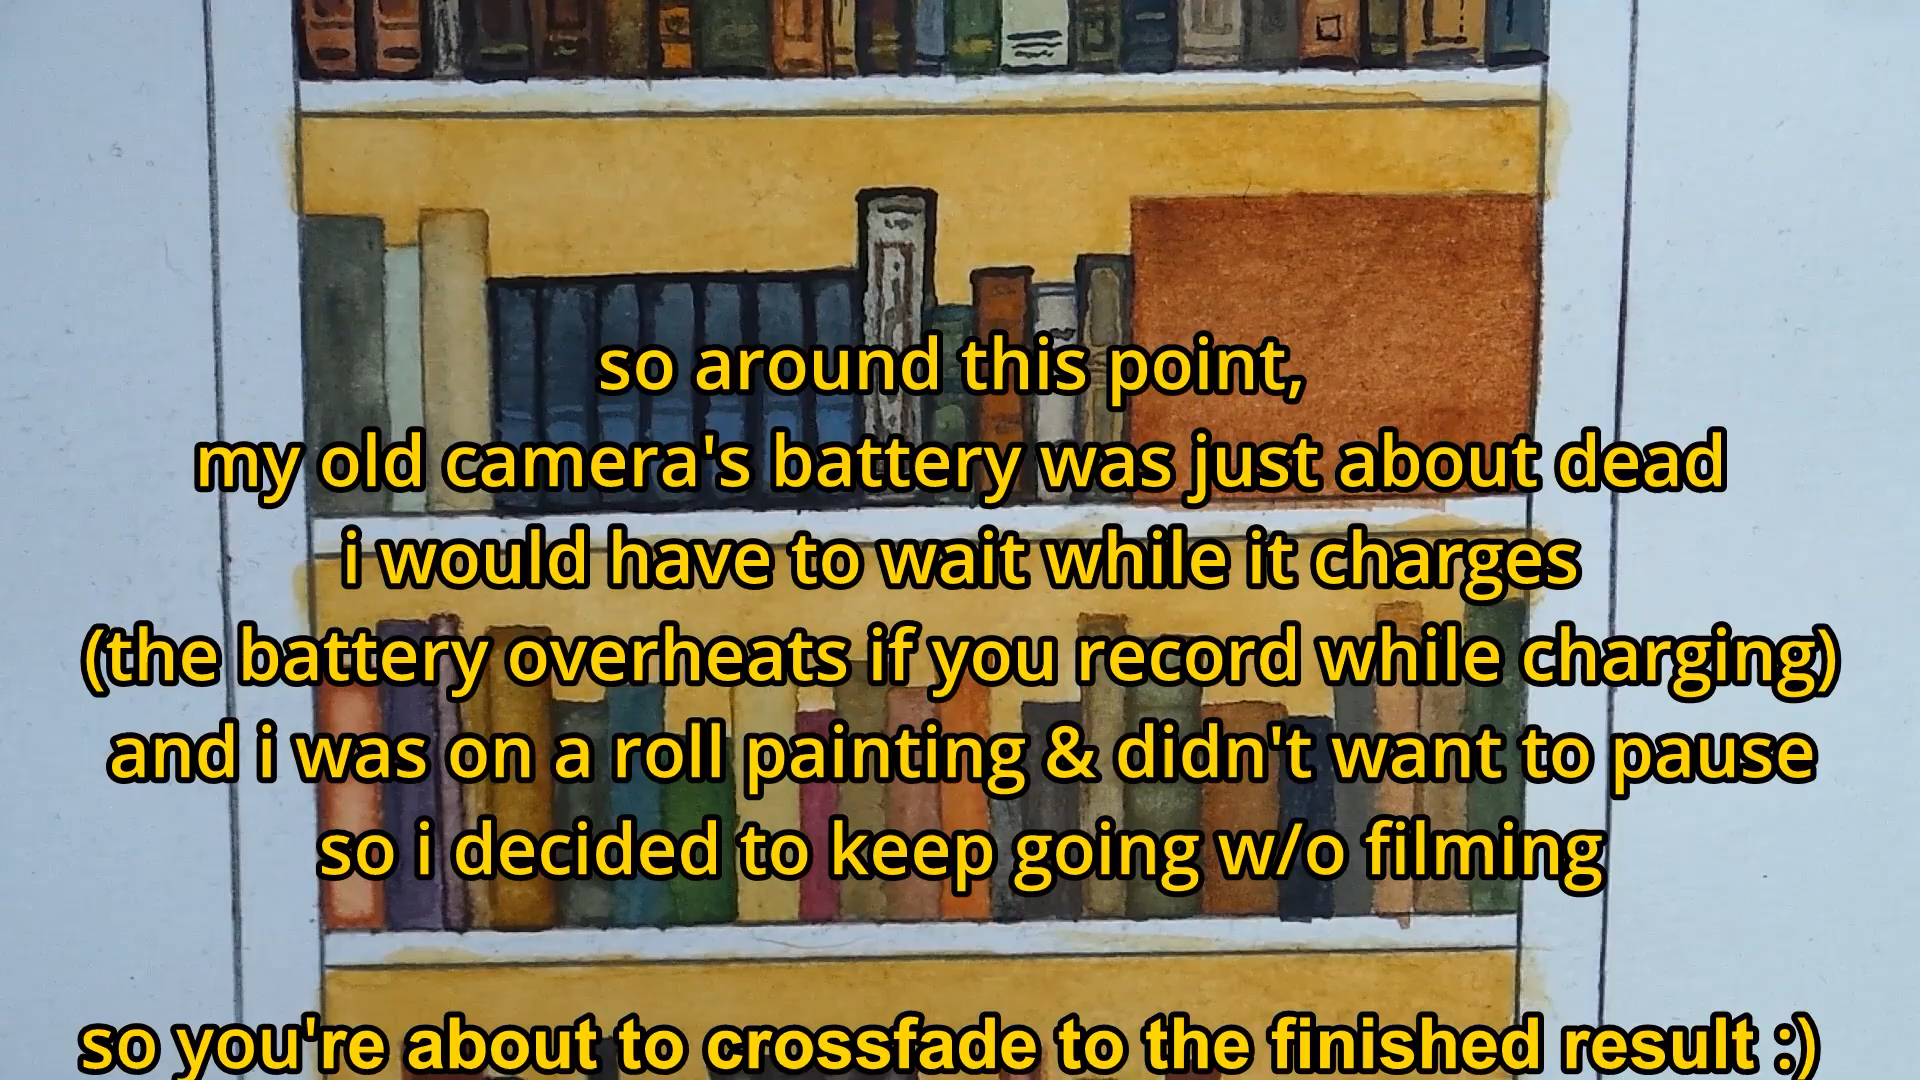 so around this point,
my old camera's battery was just about dead
i would have to wait while it charges
(the battery overheats if you record while charging)
and i was on a roll painting & didn't want to pause
so i decided to keep going w/o filming
so you're about to crossfade to the finished result :)